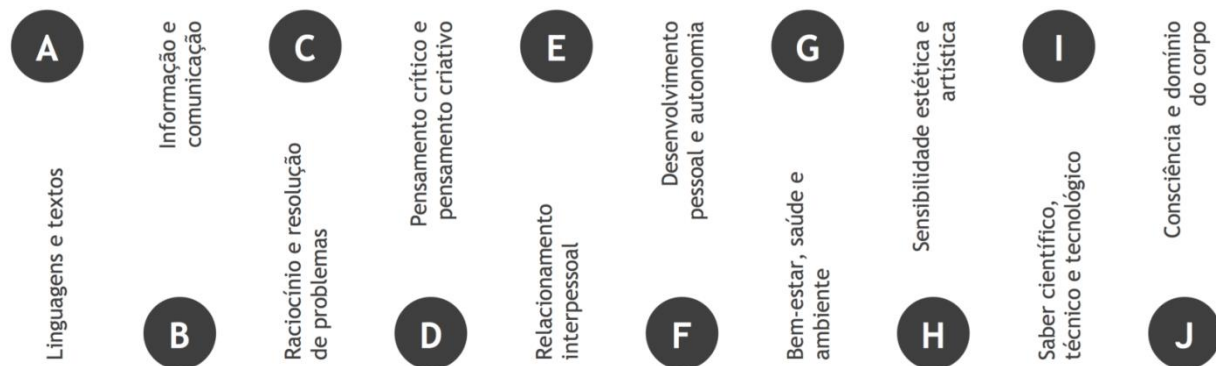 A
Linguagens e textos
B
Informação e
comunicação
C
Raciocínio e resolução
de problemas
D
Pensamento crítico e
pensamento criativo
E
Relacionamento
interpessoal
F
Desenvolvimento
pessoal e autonomia
G
Bem-estar, saúde e
ambiente
H
Sensibilidade estética e
artística
I
Saber científico,
técnico e tecnológico
J
Consciência e domínio
do corpo